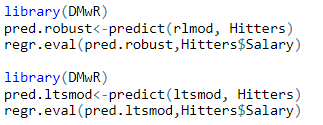 library(DMwR)
pred.robust<-predict(rlmod, Hitters)
regr.eval(pred.robust,Hitters$Salary)
library(DMwR)
pred.ltsmod<-predict(ltsmod, Hitters)
regr.eval(pred.ltsmod,Hitters$Salary)